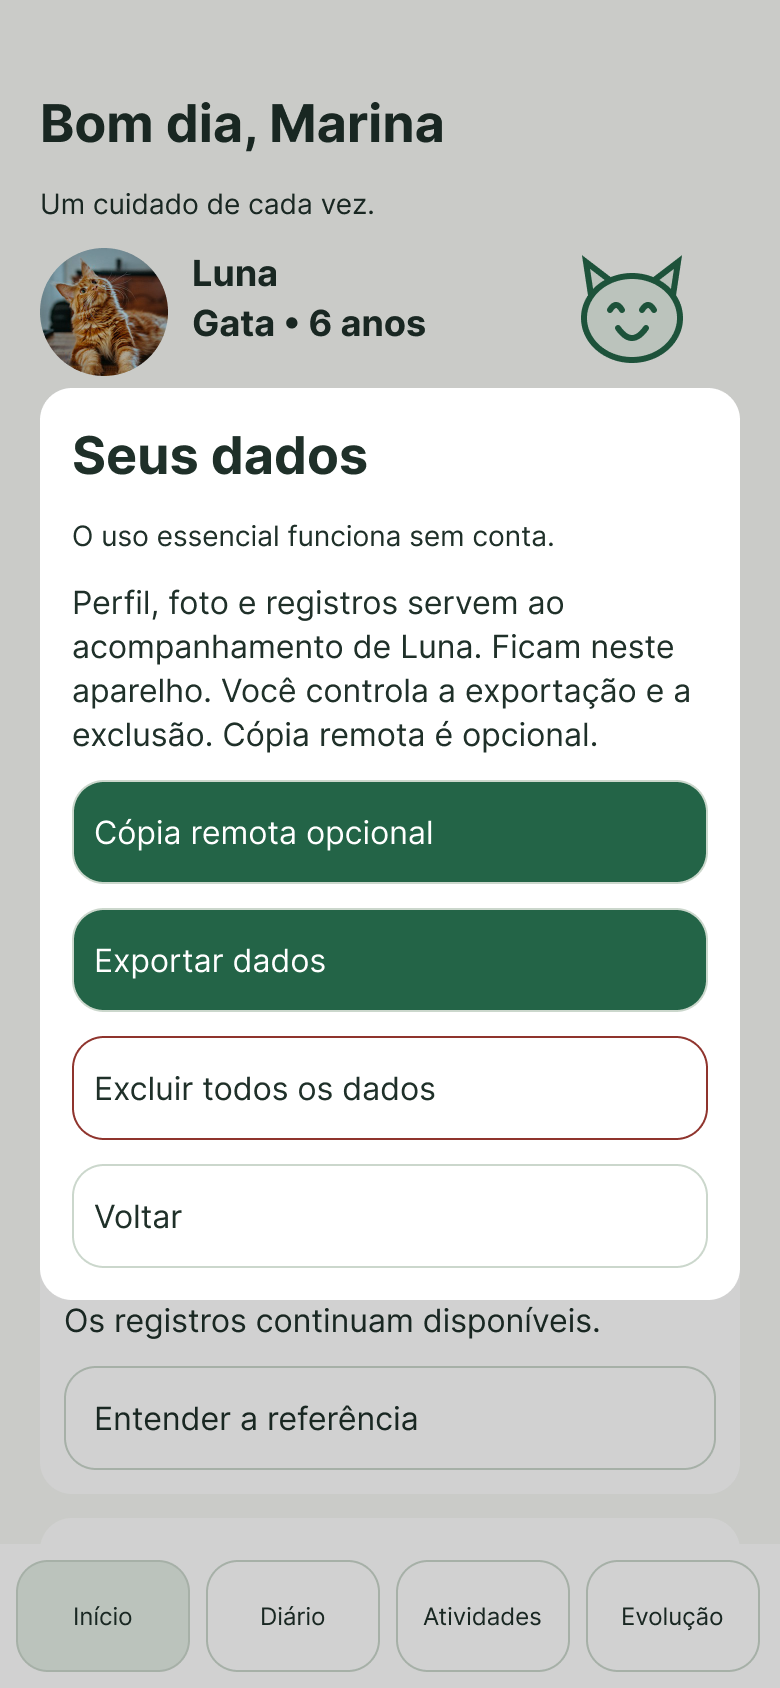 Bom dia, Marina
Um cuidado de cada vez.
Luna
Gata • 6 anos
Seus dados
O uso essencial funciona sem conta.
Perfil, foto e registros servem ao
acompanhamento de Luna. Ficam neste
aparelho. Você controla a exportação e a
exclusão. Cópia remota é opcional.
Cópia remota opcional
Exportar dados
Excluir todos os dados
Voltar
Os registros continuam disponíveis.
Entender a referência
Início
Diário
Atividades
Evolução